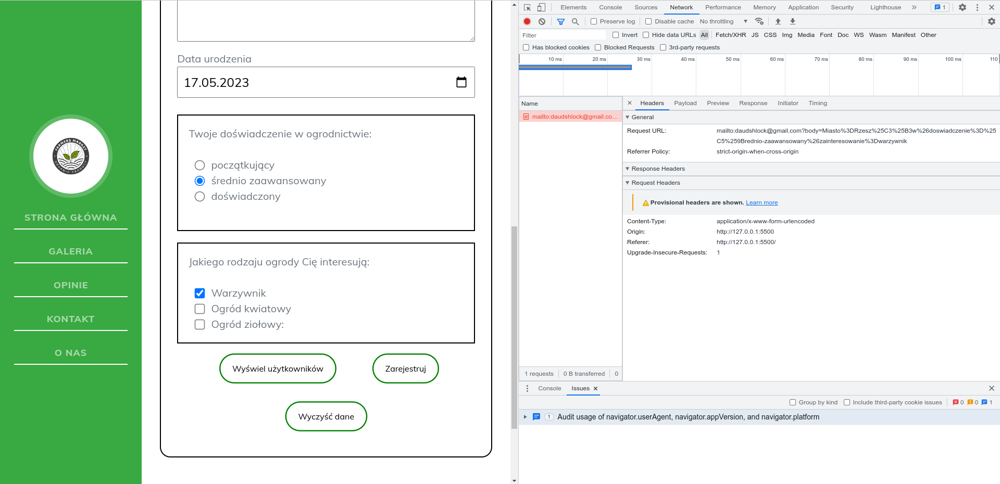 FARMERS MARKET
ORGANIC PRODUCT
STRONA GŁÓWNA
GALERIA
OPINIE
KONTAKT
O NAS
Data urodzenia
17.05.2023
Twoje doświadczenie w ogrodnictwie:
początkujący
średnio zaawansowany
doświadczony
Jakiego rodzaju ogrody Cię interesują:
Warzywnik
Ogród kwiatowy
Ogród ziołowy:
Wyświel użytkowników
Zarejestruj
Wyczyść dane
Elements Console Sources Network Performance Memory Application Security Lighthouse 1
Preserve log Disable cache No throttling
Filter Invert Hide data URLs All Fetch/XHR JS CSS Img Media Font Doc WS Wasm Manifest Other
Has blocked cookies Blocked Requests 3rd-party requests
10 ms 20 ms 30 ms 40 ms 50 ms 60 ms 70 ms 80 ms 90 ms 100 ms 110
Name
mailto:daudshlock@gmail.co…
Headers Payload Preview Response Initiator Timing
General
Request URL: mailto:daudshlock@gmail.com?body=Miasto%3DRzesz%25C3%25B3w%26doswiadczenie%3D%25
C5%259Brednio-zaawansowany%26zainteresowanie%3Dwarzywnik
Referrer Policy: strict-origin-when-cross-origin
Response Headers
Request Headers
Provisional headers are shown. Learn more
Content-Type: application/x-www-form-urlencoded
Origin: http://127.0.0.1:5500
Referer: http://127.0.0.1:5500/
Upgrade-Insecure-Requests: 1
1 requests 0 B transferred 0
Console Issues
Group by kind Include third-party cookie issues 0 0 1
1 Audit usage of navigator.userAgent, navigator.appVersion, and navigator.platform